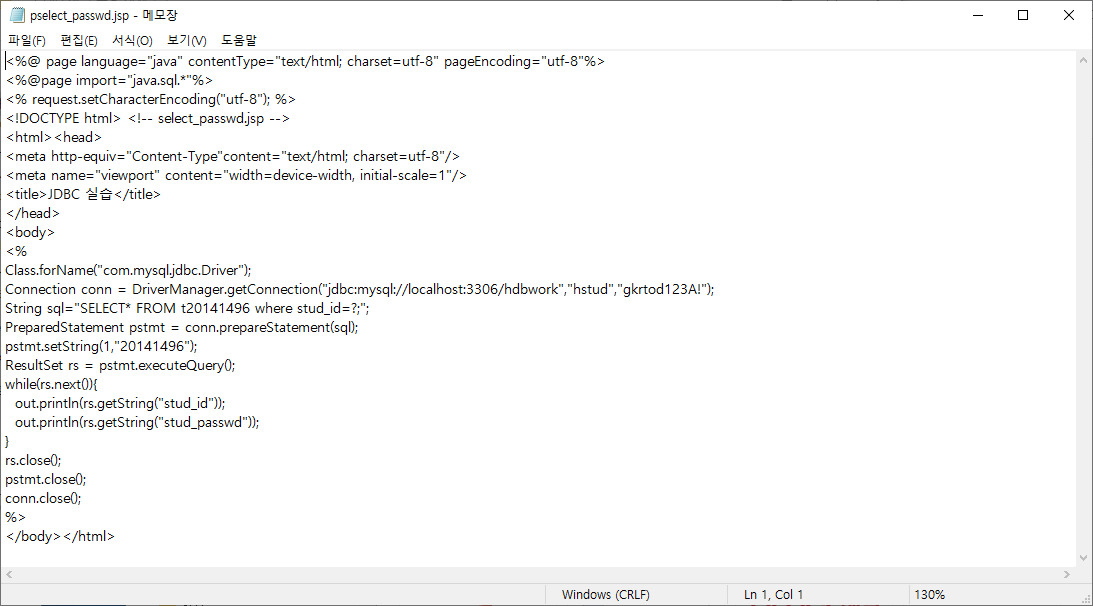 pselect_passwd.jsp - 메모장
파일(F) 편집(E) 서식(O) 보기(V) 도움말
<%@ page language="java" contentType="text/html; charset=utf-8" pageEncoding="utf-8"%>
<%@page import="java.sql.*"%>
<% request.setCharacterEncoding("utf-8"); %>
<!DOCTYPE html> <!-- select_passwd.jsp -->
<html><head>
<meta http-equiv="Content-Type"content="text/html; charset=utf-8"/>
<meta name="viewport" content="width=device-width, initial-scale=1"/>
<title>JDBC 실습</title>
</head>
<body>
<%
Class.forName("com.mysql.jdbc.Driver");
Connection conn = DriverManager.getConnection("jdbc:mysql://localhost:3306/hdbwork","hstud","gkrtod123A!");
String sql="SELECT* FROM t20141496 where stud_id=?;";
PreparedStatement pstmt = conn.prepareStatement(sql);
pstmt.setString(1,"20141496");
ResultSet rs = pstmt.executeQuery();
while(rs.next()){
  out.println(rs.getString("stud_id"));
  out.println(rs.getString("stud_passwd"));
}
rs.close();
pstmt.close();
conn.close();
%>
</body></html>
Windows (CRLF) Ln 1, Col 1 130%